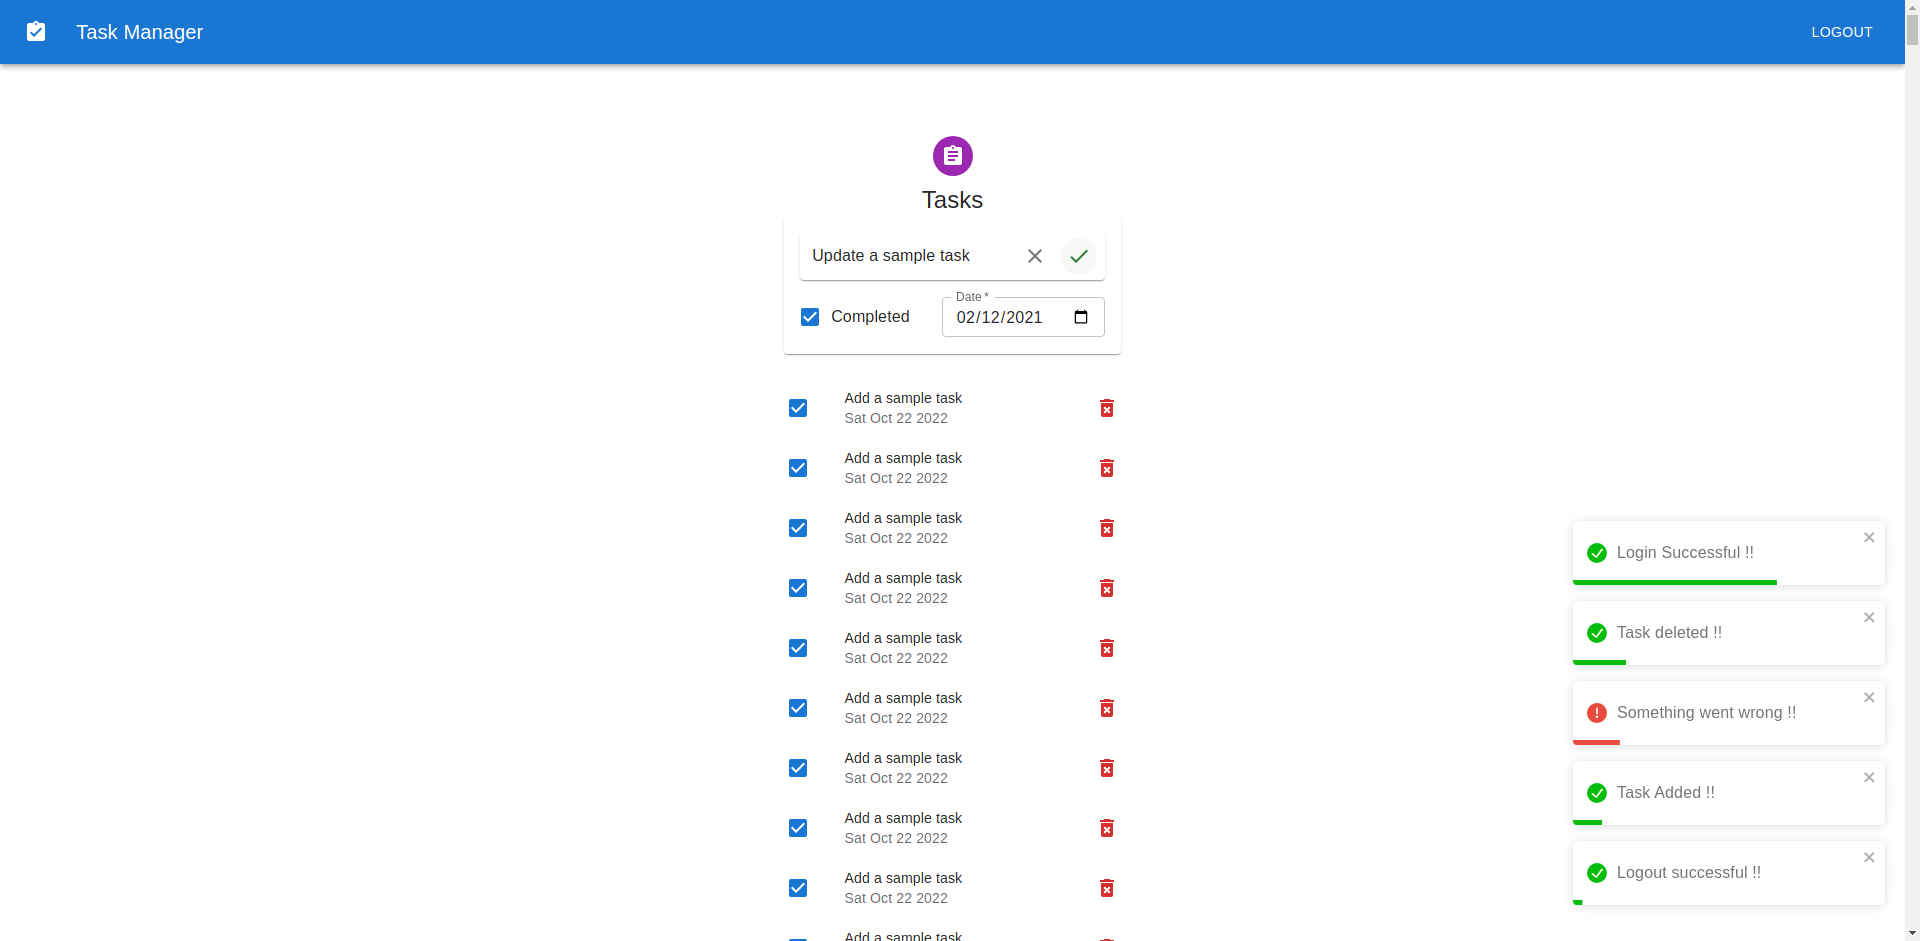 Task Manager
LOGOUT
Tasks
Update a sample task
Date *
Completed
02/12/2021
Add a sample task
Sat Oct 22 2022
Add a sample task
Sat Oct 22 2022
Add a sample task
Sat Oct 22 2022
Add a sample task
Sat Oct 22 2022
Add a sample task
Sat Oct 22 2022
Add a sample task
Sat Oct 22 2022
Add a sample task
Sat Oct 22 2022
Add a sample task
Sat Oct 22 2022
Add a sample task
Sat Oct 22 2022
Add a sample task
Login Successful !!
Task deleted !!
Something went wrong !!
Task Added !!
Logout successful !!